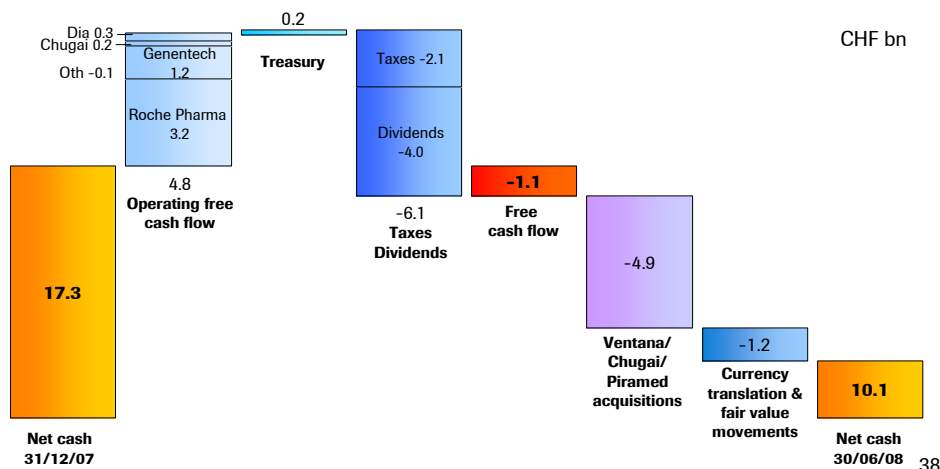 CHF bn
Dia 0.3
Chugai 0.2
Genentech
1.2
Oth -0.1
Roche Pharma
3.2
4.8
Operating free
cash flow
0.2
Treasury
Taxes -2.1
Dividends
-4.0
-6.1
Taxes
Dividends
-1.1
Free
cash flow
-4.9
Ventana/
Chugai/
Piramed
acquisitions
-1.2
Currency
translation &
fair value
movements
17.3
Net cash
31/12/07
10.1
Net cash
30/06/08
38